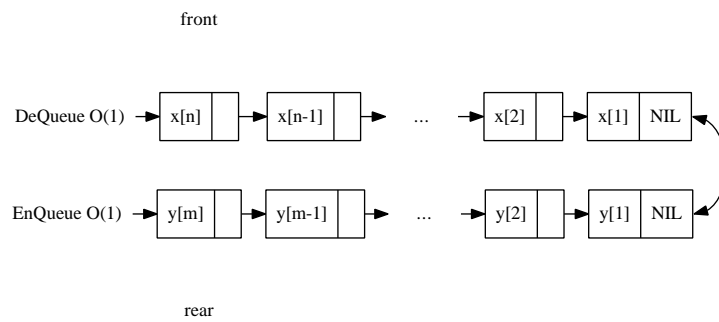 front
DeQueue O(1) x[n] x[n-1] ... x[2] x[1] NIL
EnQueue O(1) y[m] y[m-1] ... y[2] y[1] NIL
rear